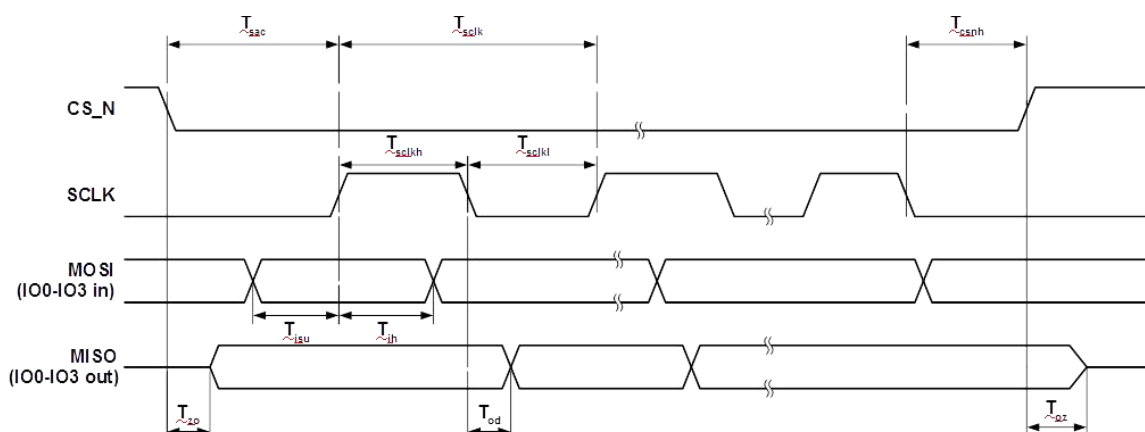 Tsac Tsclk Tcsnh
CS_N
Tsclkh Tsclkl
SCLK
MOSI
(IO0-IO3 in)
Tisu Tih
MISO
(IO0-IO3 out)
Tzo Tod Toz